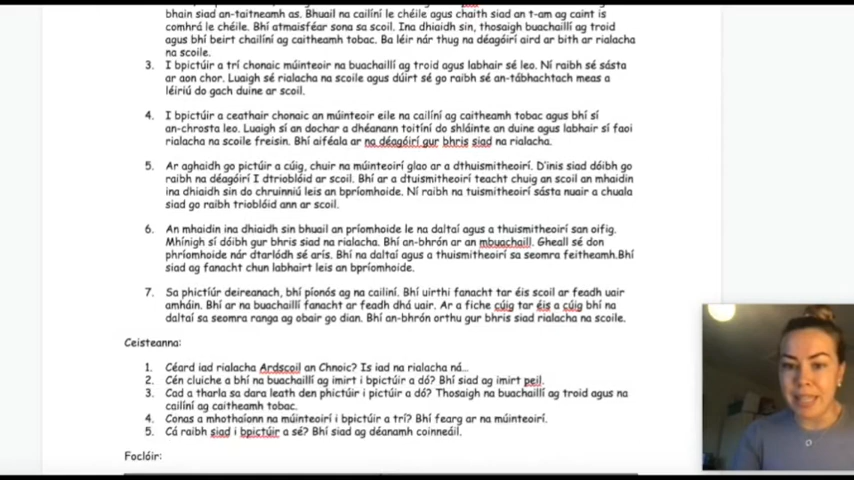 bhain siad an-taitneamh as. Bhuail na cailíní le chéile agus chaith siad an t-am ag caint is
comhrá le chéile. Bhí atmaisféar sona sa scoil. Ina dhiaidh sin, thosaigh buachaillí ag troid
agus bhí beirt chailíní ag caitheamh tobac. Ba léir nár thug na déagóirí aird ar bith ar rialacha
na scoile.
3. I bpictúir a trí chonaic múinteoir na buachaillí ag troid agus labhair sé leo. Ní raibh sé sásta
ar aon chor. Luaigh sé rialacha na scoile agus dúirt sé go raibh sé an-tábhachtach meas a
léiriú do gach duine ar scoil.
4. I bpictúir a ceathair chonaic an múinteoir eile na cailíní ag caitheamh tobac agus bhí sí
an-chrosta leo. Luaigh sí an dochar a dhéanann toitíní do shláinte an duine agus labhair sí faoi
rialacha na scoile freisin. Bhí aiféala ar na déagóirí gur bhris siad na rialacha.
5. Ar aghaidh go pictúir a cúig, chuir na múinteoirí glao ar a dthuismitheoirí. D'inis siad dóibh go
raibh na déagóirí I dtrioblóid ar scoil. Bhí ar a dtuismitheoirí teacht chuig an scoil an mhaidin
ina dhiaidh sin do chruinniú leis an bpríomhoide. Ní raibh na tuismitheoirí sásta nuair a chuala
siad go raibh trioblóid ann ar scoil.
6. An mhaidin ina dhiaidh sin bhuail an príomhoide le na daltaí agus a thuismitheoirí san oifig.
Mhínigh sí dóibh gur bhris siad na rialacha. Bhí an-bhrón ar an mbuachaill. Gheall sé don
phríomhoide nár dtarlódh sé arís. Bhí na daltaí agus a thuismitheoirí sa seomra feitheamh.Bhí
siad ag fanacht chun labhairt leis an bpríomhoide.
7. Sa phictiúr deireanach, bhí píonós ag na cailiní. Bhí uirthi fanacht tar éis scoil ar feadh uair
amháin. Bhí ar na buachaillí fanacht ar feadh dhá uair. Ar a fiche cúig tar éis a cúig bhí na
daltaí sa seomra ranga ag obair go dian. Bhí an-bhrón orthu gur bhris siad rialacha na scoile.
Ceisteanna:
1. Céard iad rialacha Ardscoil an Chnoic? Is iad na rialacha ná...
2. Cén cluiche a bhí na buachaillí ag imirt i bpictúir a dó? Bhí siad ag imirt peil.
3. Cad a tharla sa dara leath den phictúir i pictúir a dó? Thosaigh na buachaillí ag troid agus na
cailíní ag caitheamh tobac.
4. Conas a mhothaíonn na múinteoirí i bpictúir a trí? Bhí fearg ar na múinteoirí.
5. Cá raibh siad i bpictúir a sé? Bhí siad ag déanamh coinneáil.
Foclóir: